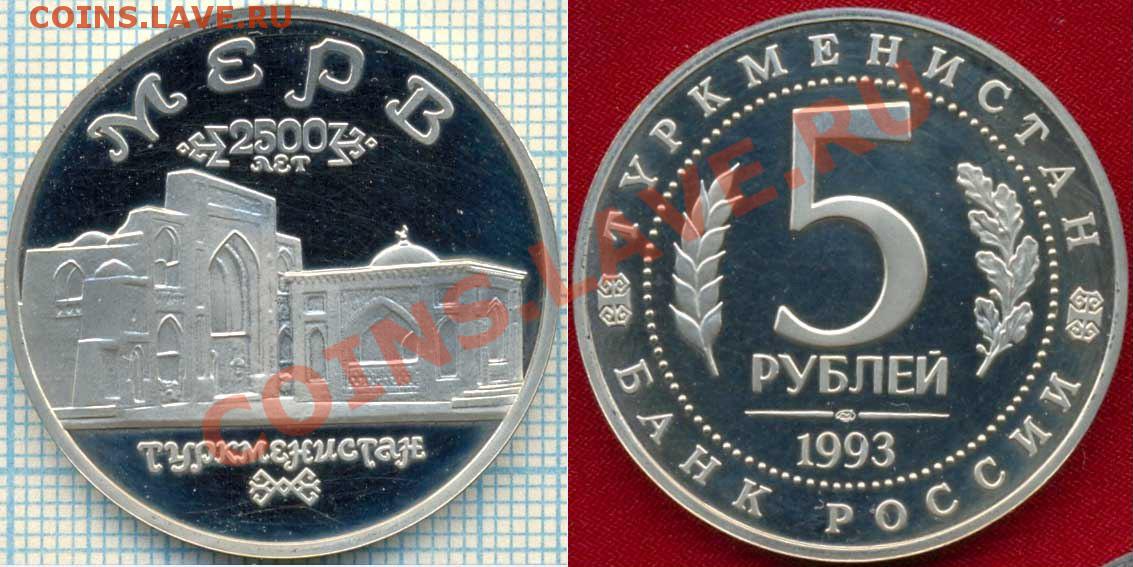 COINS.LAVE.RU
МЕРВ
2500
ЛЕТ
ТУРКМЕНИСТАН
COINS.LAVE.RU
ТУРКМЕНИСТАН
5
РУБЛЕЙ
1993
БАНК РОССИИ